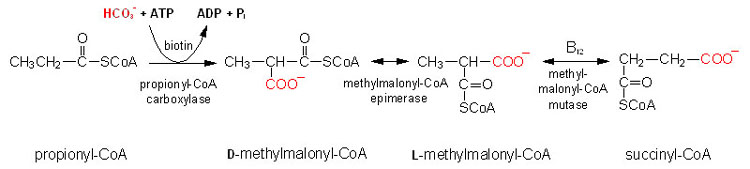 HCO₃⁻ + ATP ADP + Pᵢ
biotin
CH₃CH₂—C—SCoA
O
propionyl-CoA
carboxylase
CH₃—CH—C—SCoA
O
COO⁻
methylmalonyl-CoA
epimerase
CH₃—CH—COO⁻
C=O
SCoA
B₁₂
methyl-
malonyl-CoA
mutase
CH₂—CH₂—COO⁻
C=O
SCoA
propionyl-CoA D-methylmalonyl-CoA L-methylmalonyl-CoA succinyl-CoA